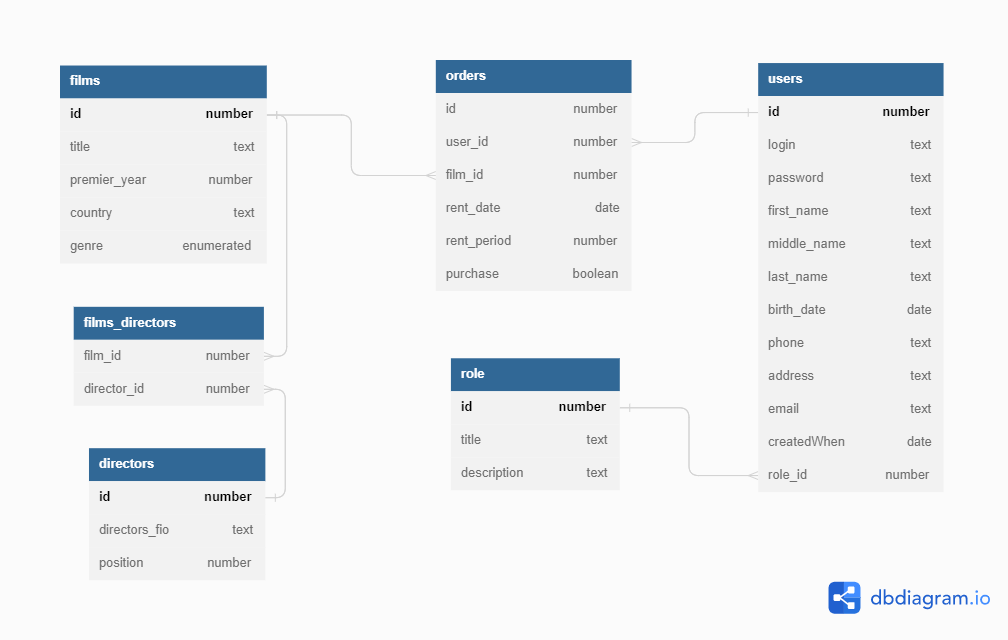 films
id number
title text
premier_year number
country text
genre enumerated
films_directors
film_id number
director_id number
directors
id number
directors_fio text
position number
orders
id number
user_id number
film_id number
rent_date date
rent_period number
purchase boolean
role
id number
title text
description text
users
id number
login text
password text
first_name text
middle_name text
last_name text
birth_date date
phone text
address text
email text
createdWhen date
role_id number
dbdiagram.io